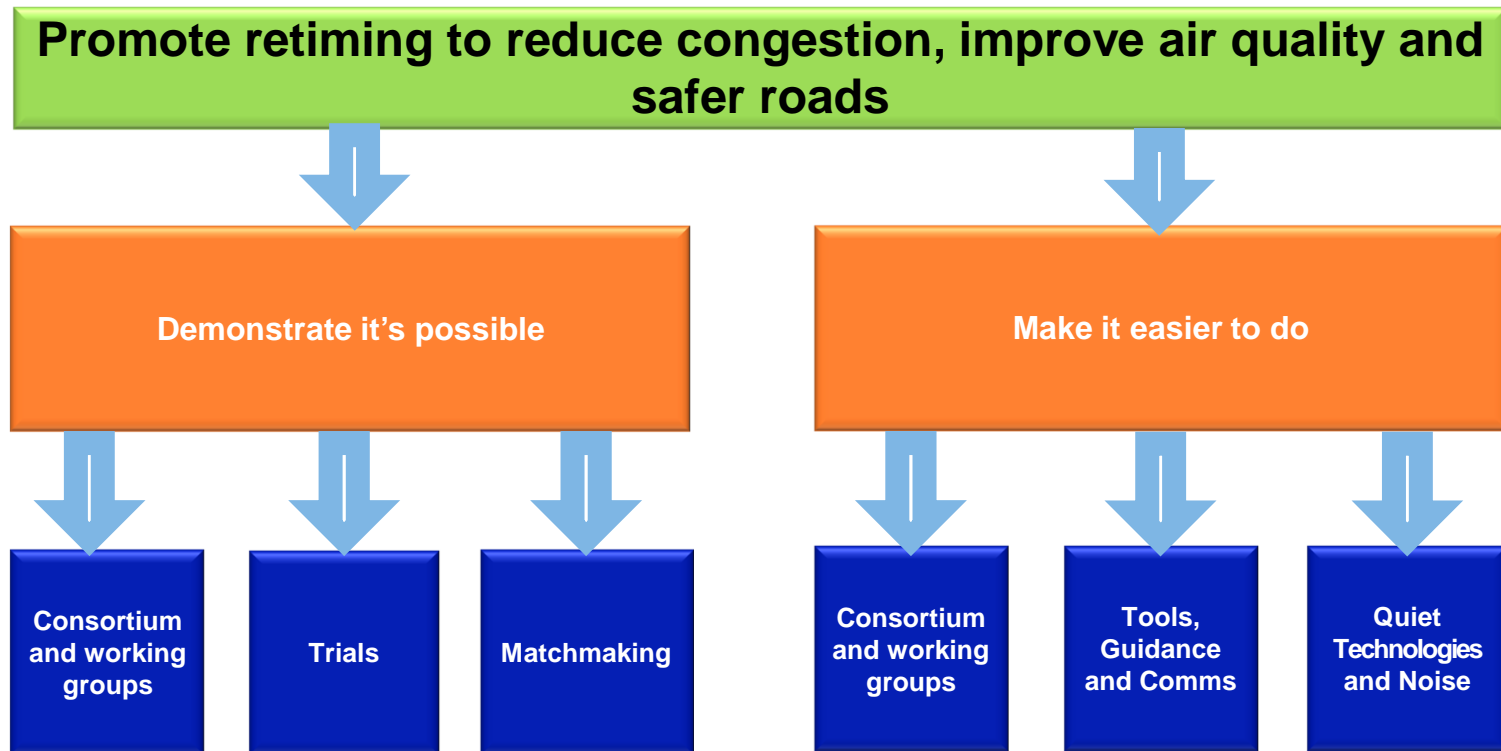 Promote retiming to reduce congestion, improve air quality and
safer roads
Demonstrate it’s possible
Make it easier to do
Consortium
and working
groups
Trials
Matchmaking
Consortium
and working
groups
Tools,
Guidance
and Comms
Quiet
Technologies
and Noise